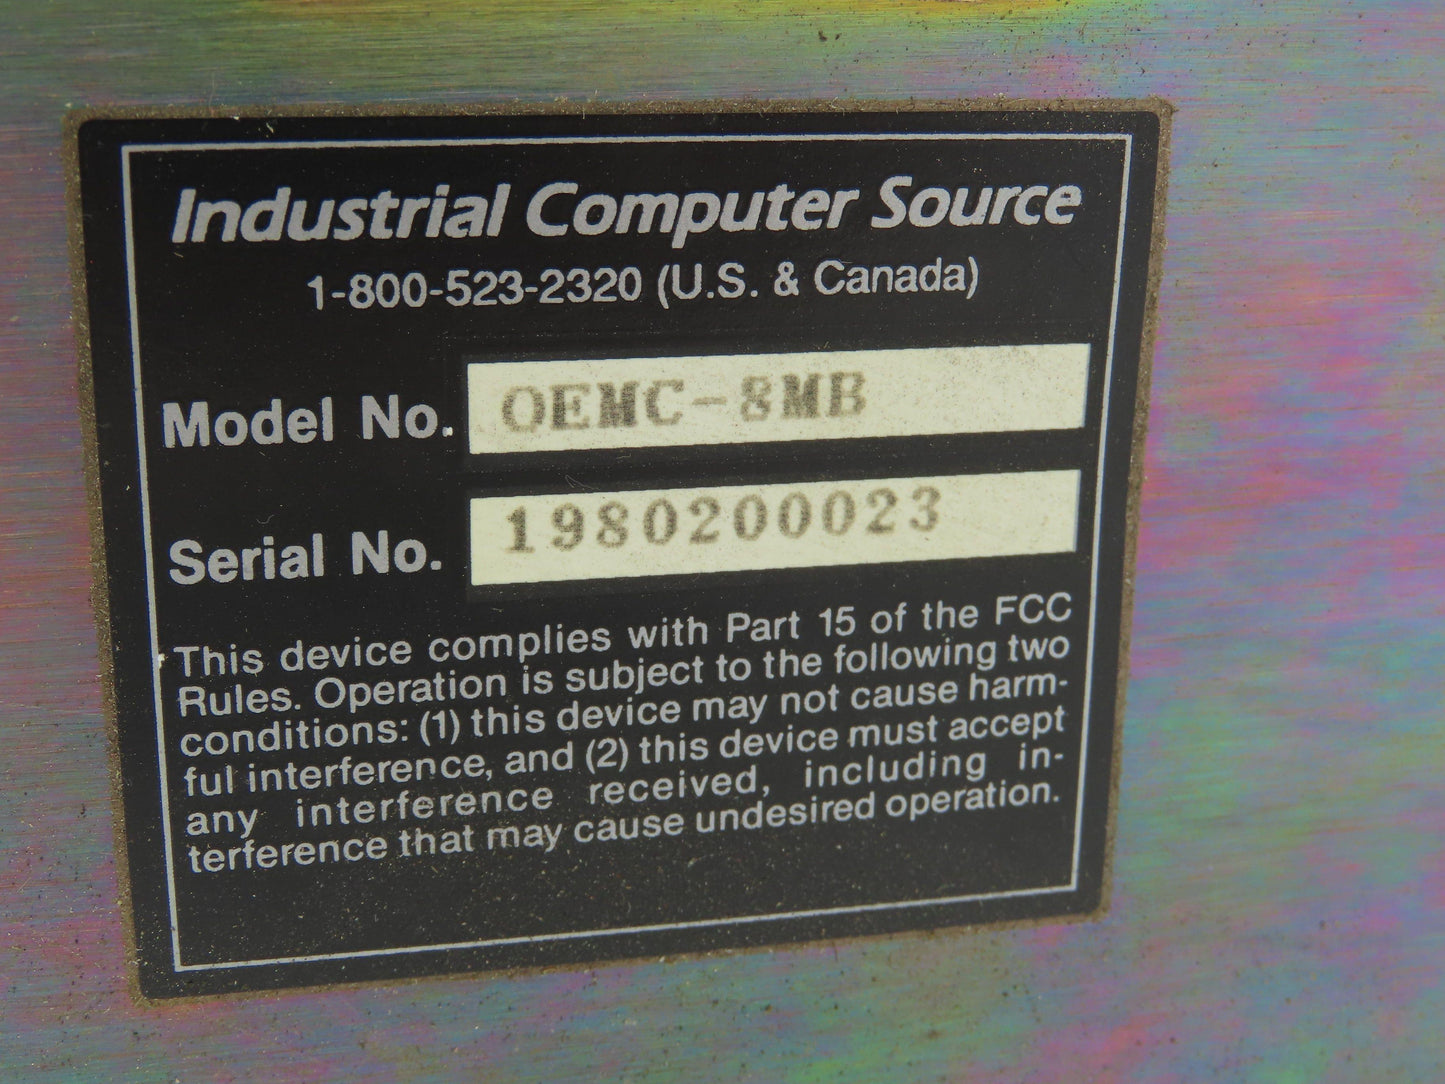 Industrial Computer Source
1-800-523-2320 (U.S. & Canada)
Model No. OEMC-8MB
Serial No. 1980200023
This device complies with Part 15 of the FCC
Rules. Operation is subject to the following two
conditions: (1) this device may not cause harm-
ful interference, and (2) this device must accept
any interference received, including in-
terference that may cause undesired operation.